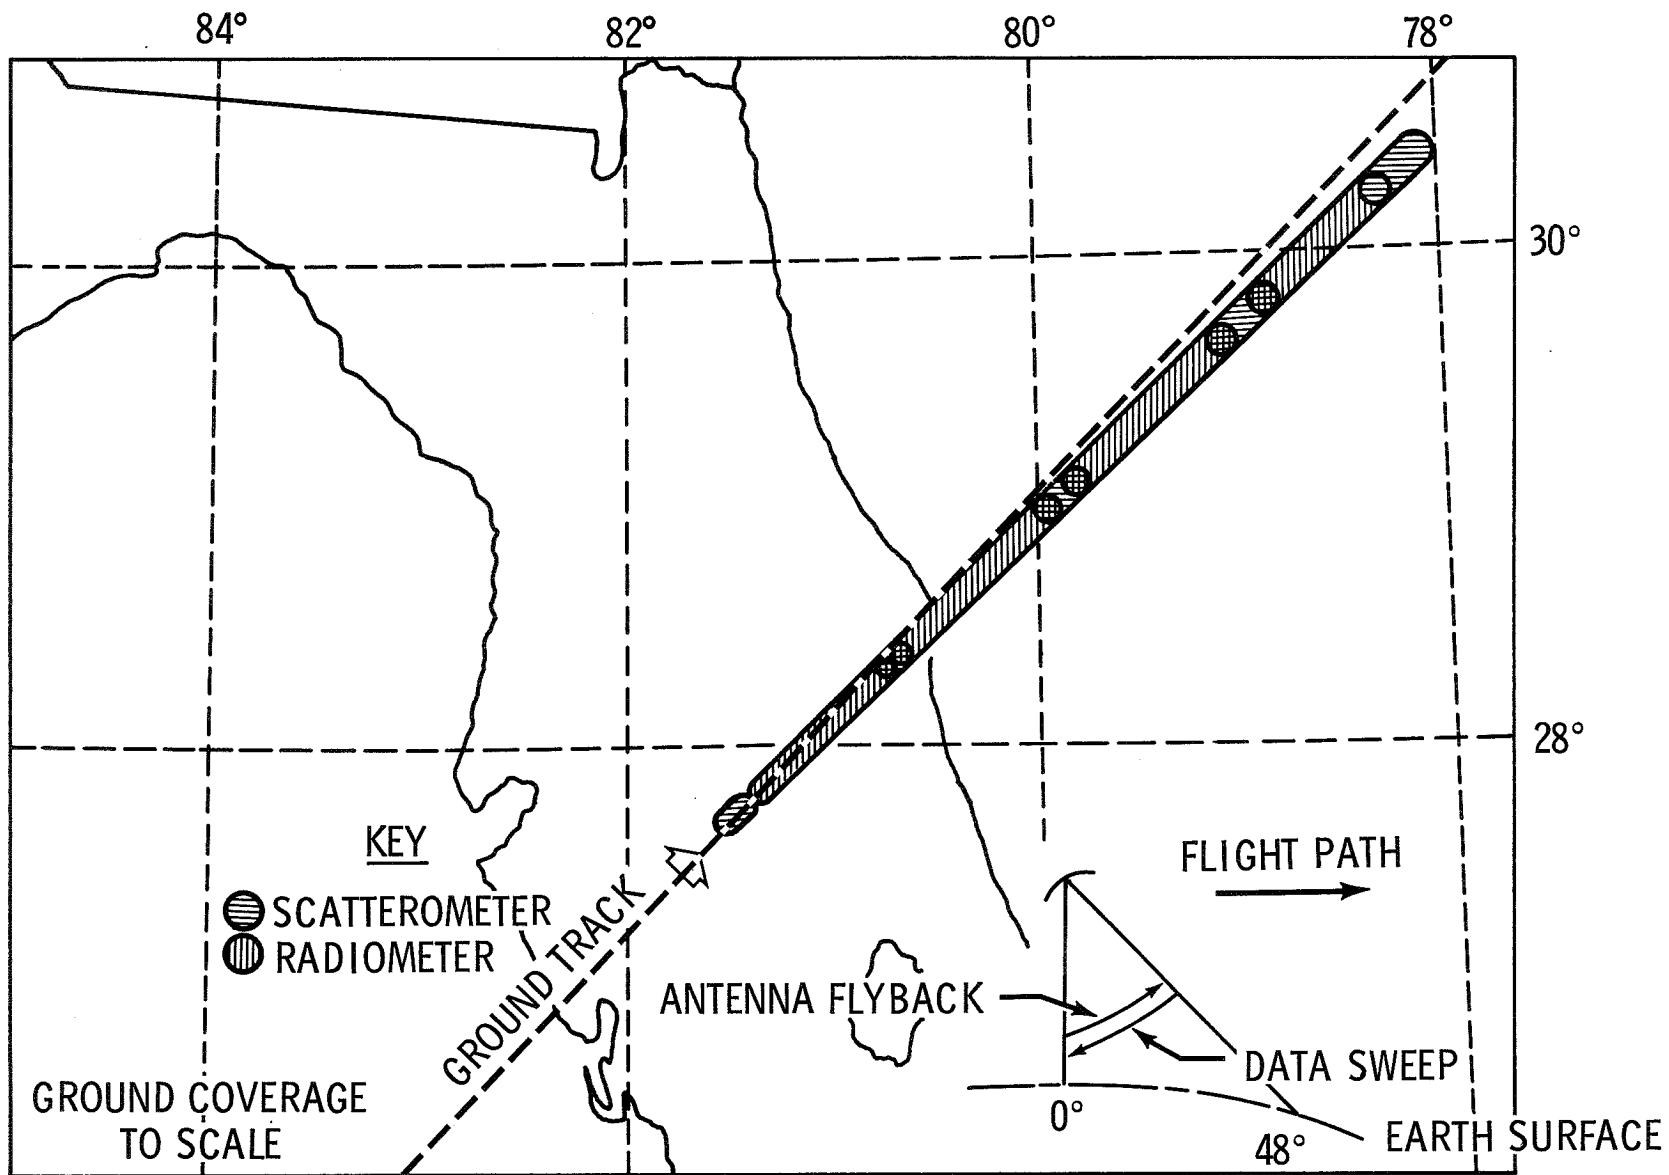 84° 82° 80° 78°
30°
28°
KEY
SCATTEROMETER
RADIOMETER
GROUND TRACK
GROUND COVERAGE
TO SCALE
FLIGHT PATH
ANTENNA FLYBACK
DATA SWEEP
0°
48°
EARTH SURFACE